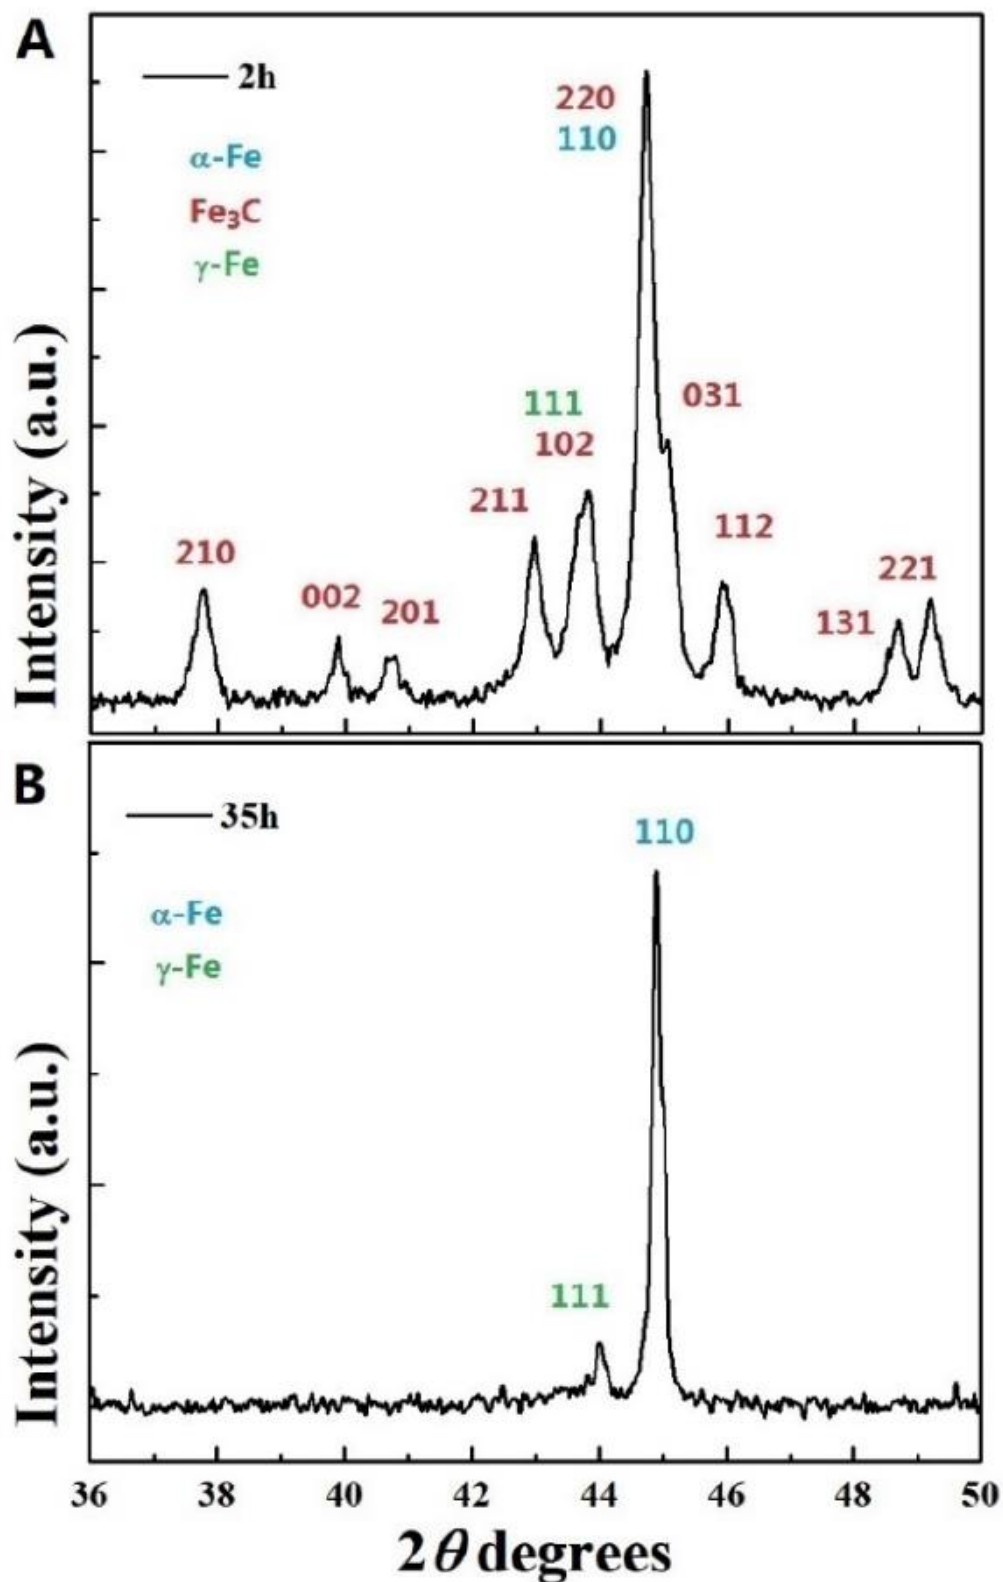 A
2h
α-Fe
Fe₃C
γ-Fe
220
110
111
102
031
211
112
210
002
201
221
131
Intensity (a.u.)
B
35h
α-Fe
γ-Fe
110
111
Intensity (a.u.)
36 38 40 42 44 46 48 50
2θ degrees